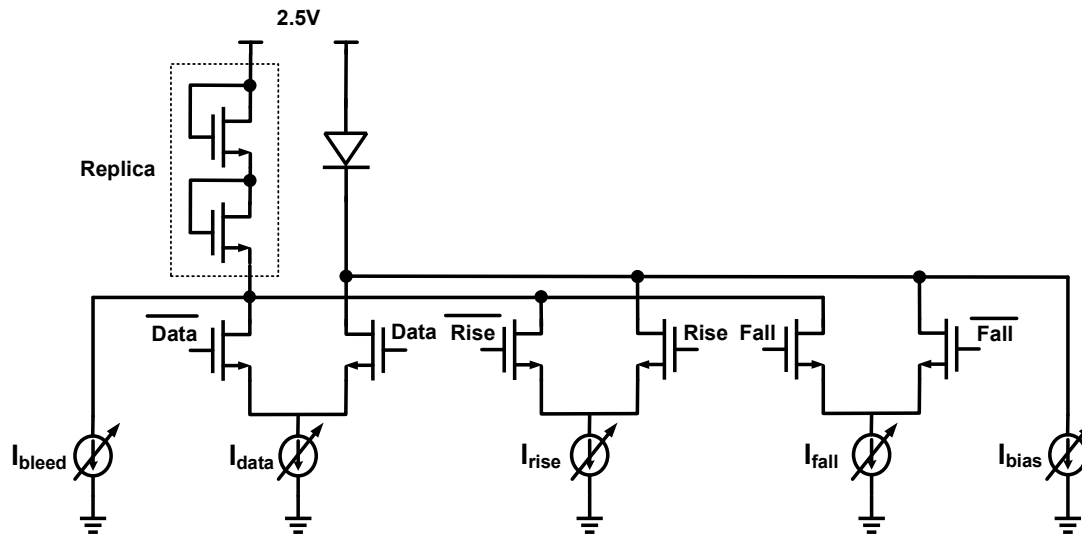 2.5V
Replica
Data
Data
Rise
Rise
Fall
Fall
Ibleed
Idata
Irise
Ifall
Ibias